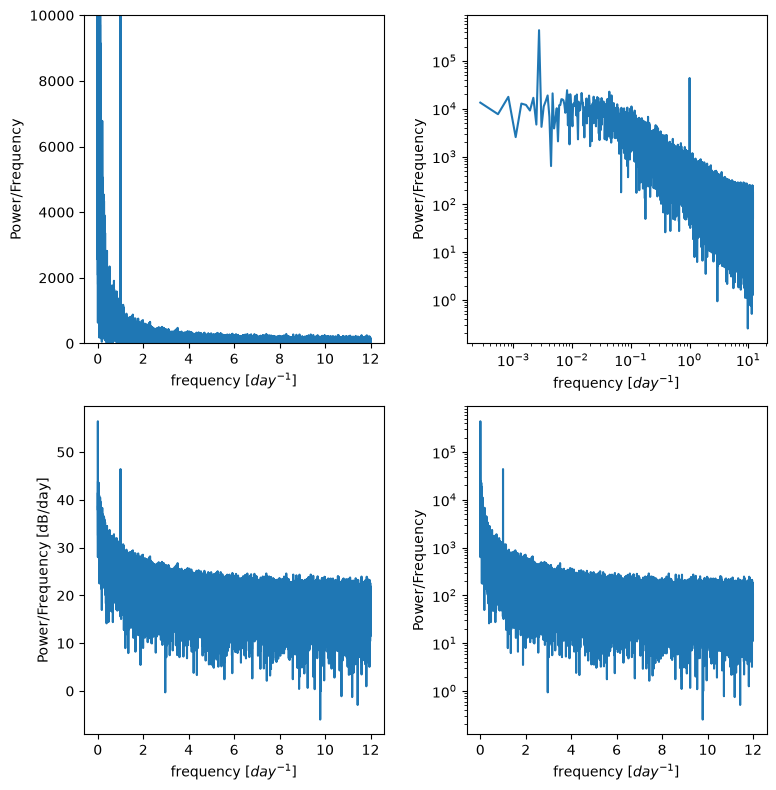 10000
8000
6000
4000
2000
0
Power/Frequency
0 2 4 6 8 10 12
frequency [day⁻¹]
10⁵
10⁴
10³
10²
10¹
10⁰
Power/Frequency
10⁻³ 10⁻² 10⁻¹ 10⁰ 10¹
frequency [day⁻¹]
50
40
30
20
10
0
Power/Frequency [dB/day]
0 2 4 6 8 10 12
frequency [day⁻¹]
10⁵
10⁴
10³
10²
10¹
10⁰
Power/Frequency
0 2 4 6 8 10 12
frequency [day⁻¹]